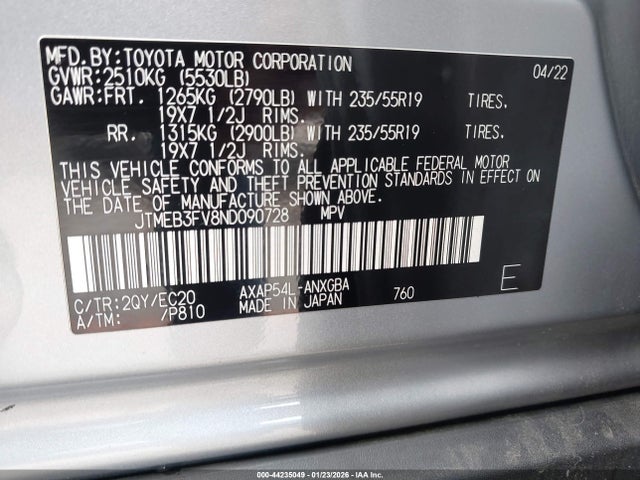 MFD.BY:TOYOTA MOTOR CORPORATION 04/22
GVWR:2510KG (5530LB)
GAWR:FRT. 1265KG (2790LB) WITH 235/55R19 TIRES.
19X7 1/2J RIMS.
RR. 1315KG (2900LB) WITH 235/55R19 TIRES.
19X7 1/2J RIMS.
THIS VEHICLE CONFORMS TO ALL APPLICABLE FEDERAL MOTOR
VEHICLE SAFETY AND THEFT PREVENTION STANDARDS IN EFFECT ON
THE DATE OF MANUFACTURE SHOWN ABOVE.
JTMEB3FV8ND090728 MPV
C/TR:2QY/EC20 AXAP54L-ANXGBA 760 E
A/TM: /P810 MADE IN JAPAN
000-44235049 | 01/23/2026 - IAA Inc.